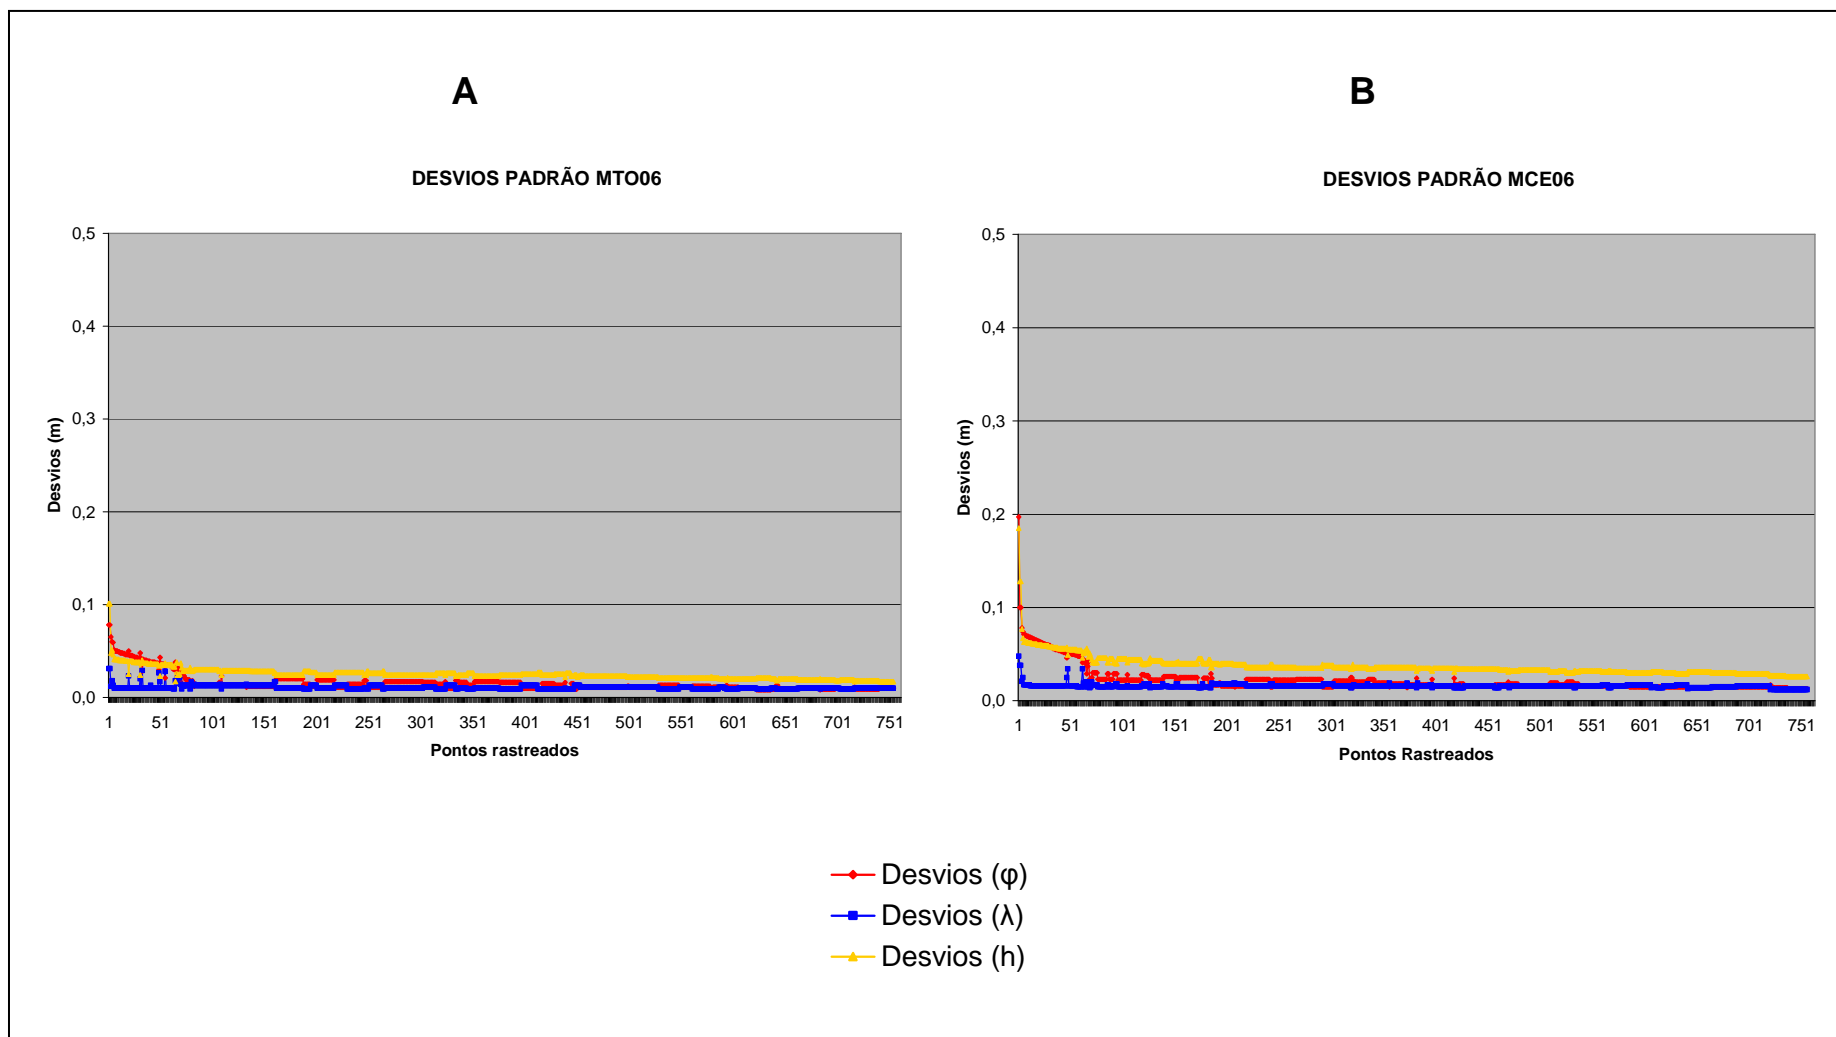 A
B
DESVIOS PADRÃO MTO06
DESVIOS PADRÃO MCE06
0,5
0,4
0,3
0,2
0,1
0,0
Desvios (m)
1 51 101 151 201 251 301 351 401 451 501 551 601 651 701 751
Pontos rastreados
0,5
0,4
0,3
0,2
0,1
0,0
Desvios (m)
1 51 101 151 201 251 301 351 401 451 501 551 601 651 701 751
Pontos Rastreados
Desvios (φ)
Desvios (λ)
Desvios (h)